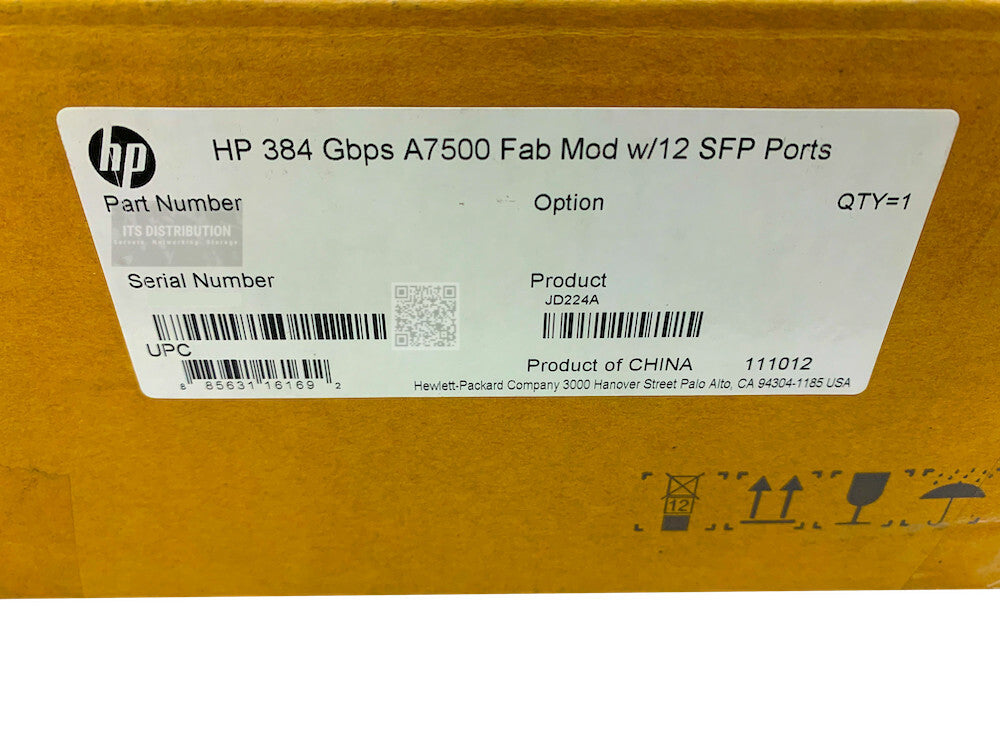 hp
HP 384 Gbps A7500 Fab Mod w/12 SFP Ports
Part Number
Option
QTY=1
ITS DISTRIBUTION
Servers. Networking. Storage
Serial Number
Product
JD224A
UPC
8 85631 16169 2
Product of CHINA 111012
Hewlett-Packard Company 3000 Hanover Street Palo Alto, CA 94304-1185 USA
12